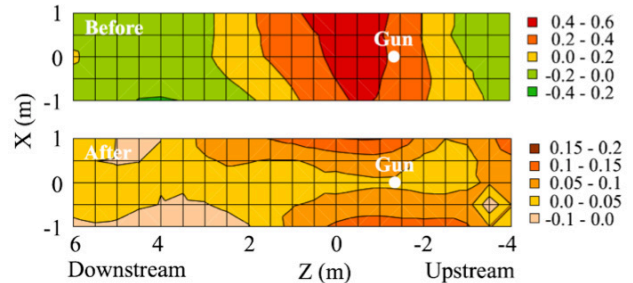 Before
Gun
1
0
-1
0.4 - 0.6
0.2 - 0.4
0.0 - 0.2
-0.2 - 0.0
-0.4 - 0.2
X (m)
After
Gun
1
0
-1
0.15 - 0.2
0.1 - 0.15
0.05 - 0.1
0.0 - 0.05
-0.1 - 0.0
6 4 2 0 -2 -4
Downstream Z (m) Upstream